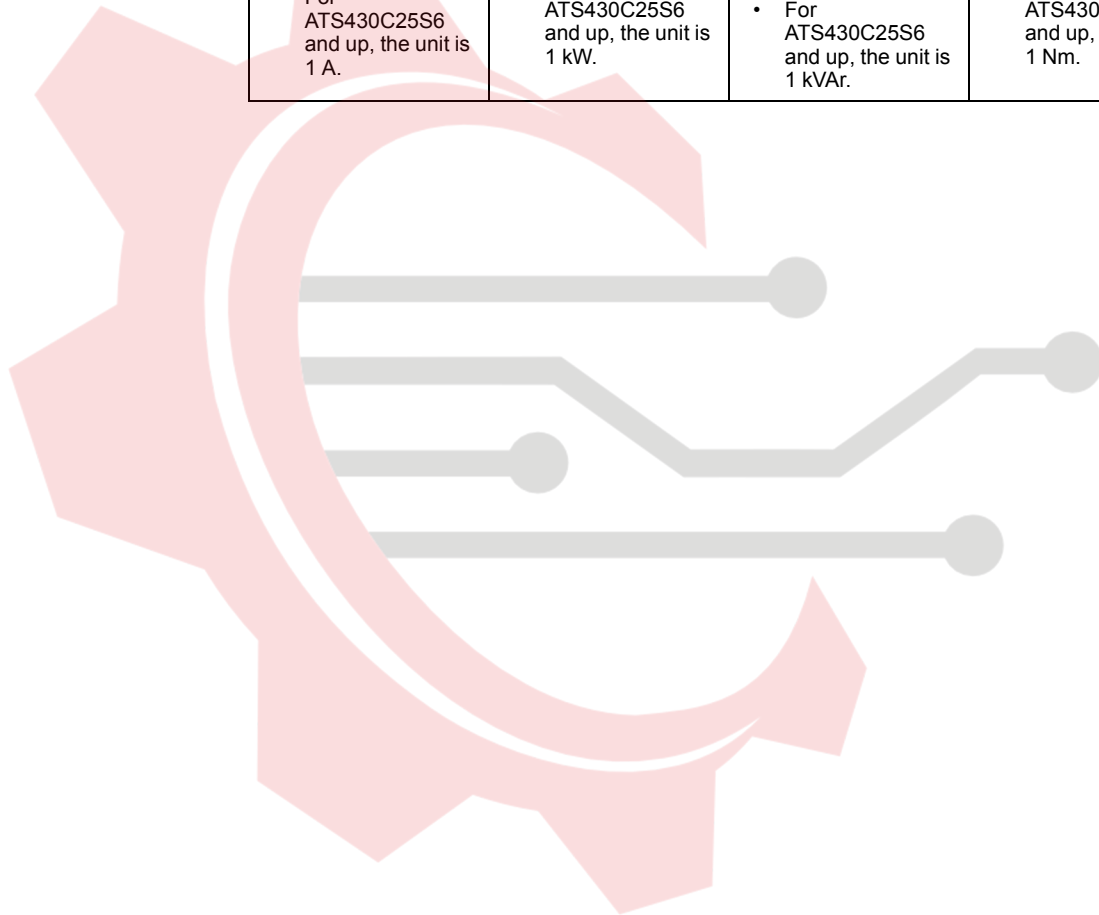 For
ATS430C25S6
and up, the unit is
1 A.
ATS430C25S6
and up, the unit is
1 kW.
• For
ATS430C25S6
and up, the unit is
1 kVAr.
ATS430
and up,
1 Nm.